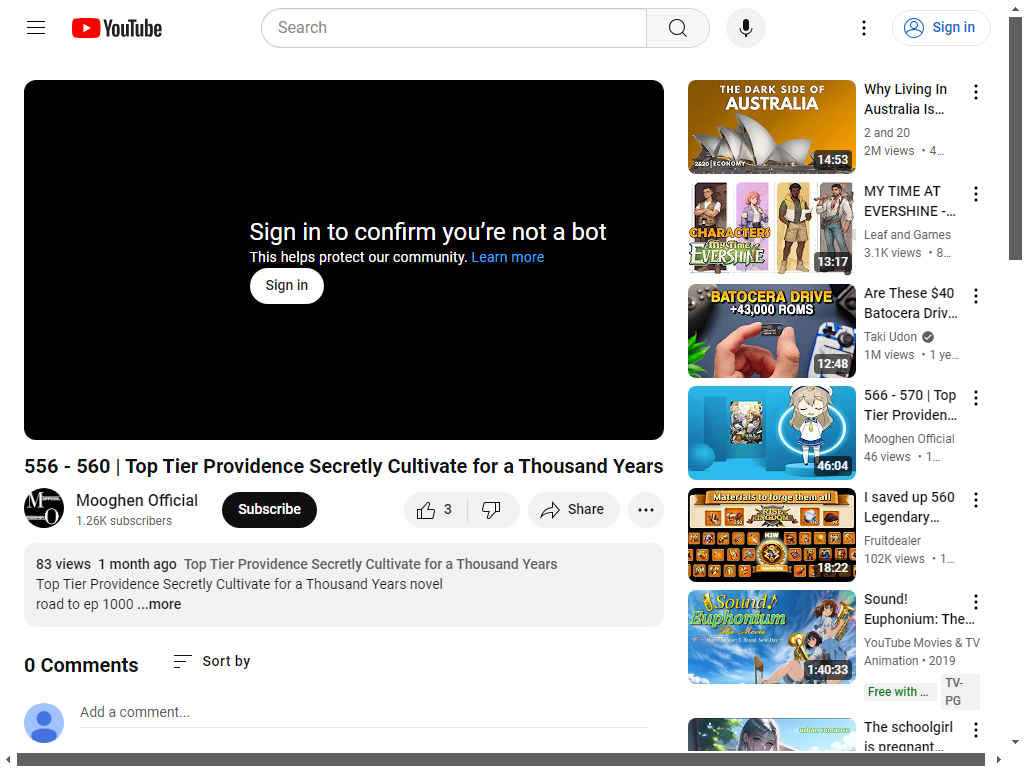 YouTube
Search
Sign in
Sign in to confirm you’re not a bot
This helps protect our community. Learn more
Sign in
556 - 560 | Top Tier Providence Secretly Cultivate for a Thousand Years
Mooghen Official
1.26K subscribers
Subscribe
3
Share
83 views 1 month ago Top Tier Providence Secretly Cultivate for a Thousand Years
Top Tier Providence Secretly Cultivate for a Thousand Years novel
road to ep 1000 ...more
0 Comments
Sort by
Add a comment...
THE DARK SIDE OF
AUSTRALIA
2&20 | ECONOMY
14:53
Why Living In
Australia Is…
2 and 20
2M views • 4…
CHARACTERS
My Time at
EVERSHINE
13:17
MY TIME AT
EVERSHINE -…
Leaf and Games
3.1K views • 8…
BATOCERA DRIVE
+43,000 ROMS
12:48
Are These $40
Batocera Driv…
Taki Udon
1M views • 1 ye…
46:04
566 - 570 | Top
Tier Providen…
Mooghen Official
46 views • 1…
Materials to forge them all
18:22
I saved up 560
Legendary…
Fruitdealer
102K views • 1…
Sound!
Euphonium
The Movie
1:40:33
Sound!
Euphonium: The…
YouTube Movies & TV
Animation • 2019
Free with …
TV-
PG
urban romance
The schoolgirl
is pregnant…